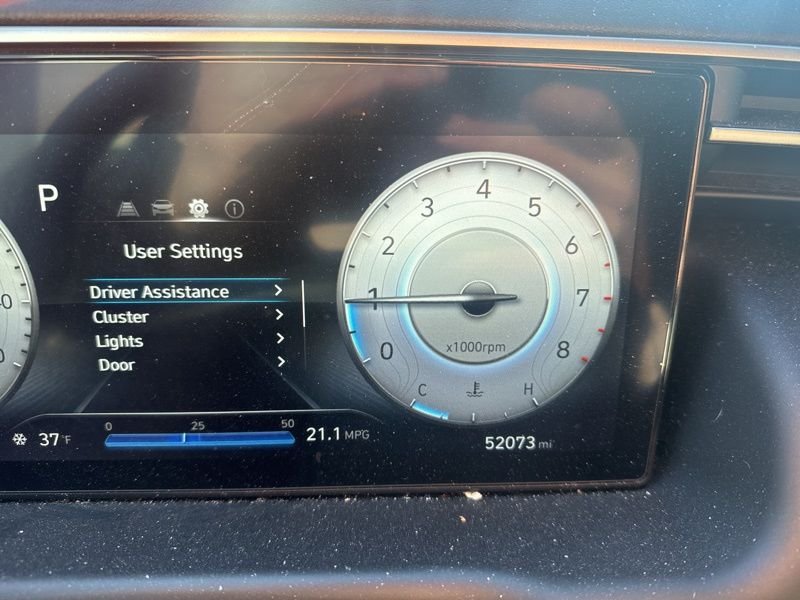 P
User Settings
Driver Assistance >
Cluster >
Lights >
Door >
0 1 2 3 4 5 6 7 8
x1000rpm
C H
37°F
0 25 50
21.1 MPG
52073 mi